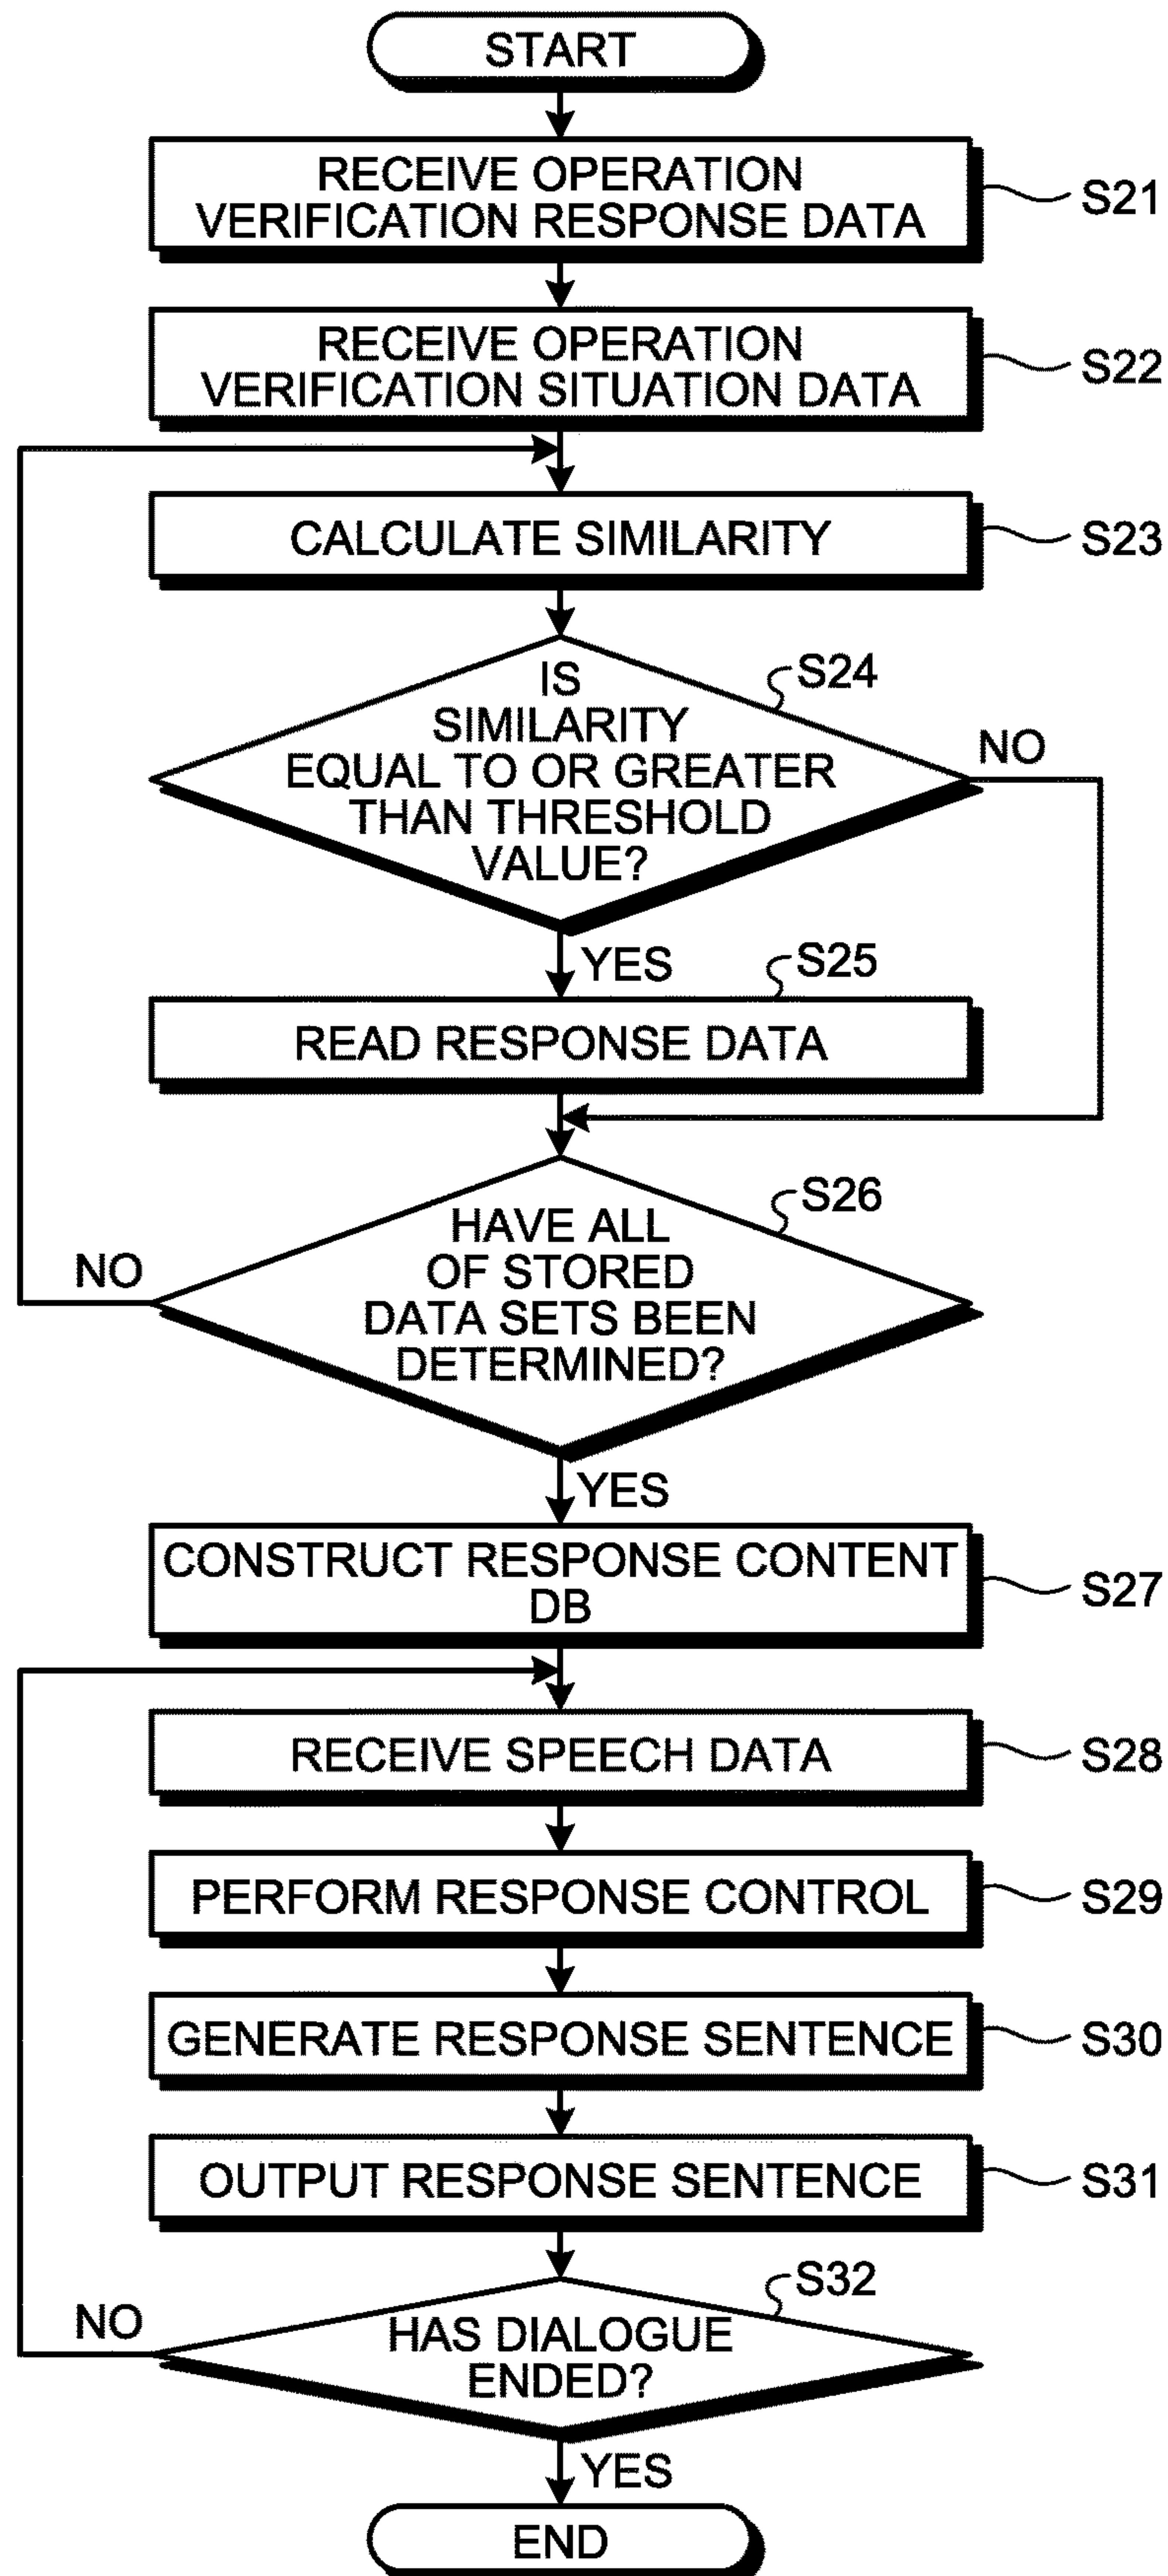 START
RECEIVE OPERATION
VERIFICATION RESPONSE DATA
S21
RECEIVE OPERATION
VERIFICATION SITUATION DATA
S22
CALCULATE SIMILARITY
S23
S24
IS
SIMILARITY
EQUAL TO OR GREATER
THAN THRESHOLD
VALUE?
NO
YES
S25
READ RESPONSE DATA
S26
HAVE ALL
OF STORED
DATA SETS BEEN
DETERMINED?
NO
YES
CONSTRUCT RESPONSE CONTENT
DB
S27
RECEIVE SPEECH DATA
S28
PERFORM RESPONSE CONTROL
S29
GENERATE RESPONSE SENTENCE
S30
OUTPUT RESPONSE SENTENCE
S31
S32
HAS DIALOGUE
ENDED?
NO
YES
END